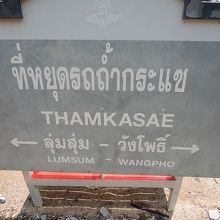 ที่หยุดรถถ้ำกระแซ
THAMKASAE
← ลุ่มสุ่ม - วังโพธิ์ →
LUMSUM - WANGPHO